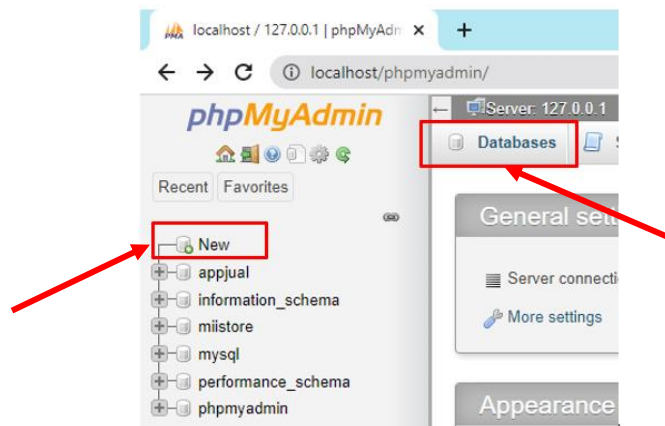 localhost / 127.0.0.1 | phpMyAdn
localhost/phpmyadmin/
phpMyAdmin
Server: 127.0.0.1
Databases
Recent Favorites
General sett
New
appjual
Server connecti
information_schema
More settings
miistore
mysql
performance_schema
Appearance
phpmyadmin